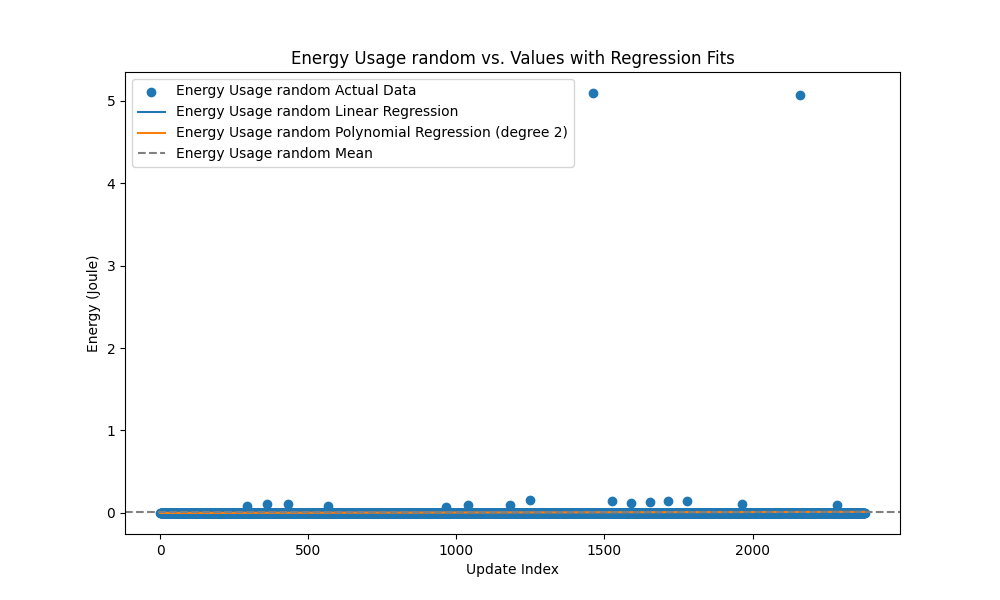 Energy Usage random vs. Values with Regression Fits
Energy Usage random Actual Data
Energy Usage random Linear Regression
Energy Usage random Polynomial Regression (degree 2)
Energy Usage random Mean
Energy (Joule)
5
4
3
2
1
0
0 500 1000 1500 2000
Update Index